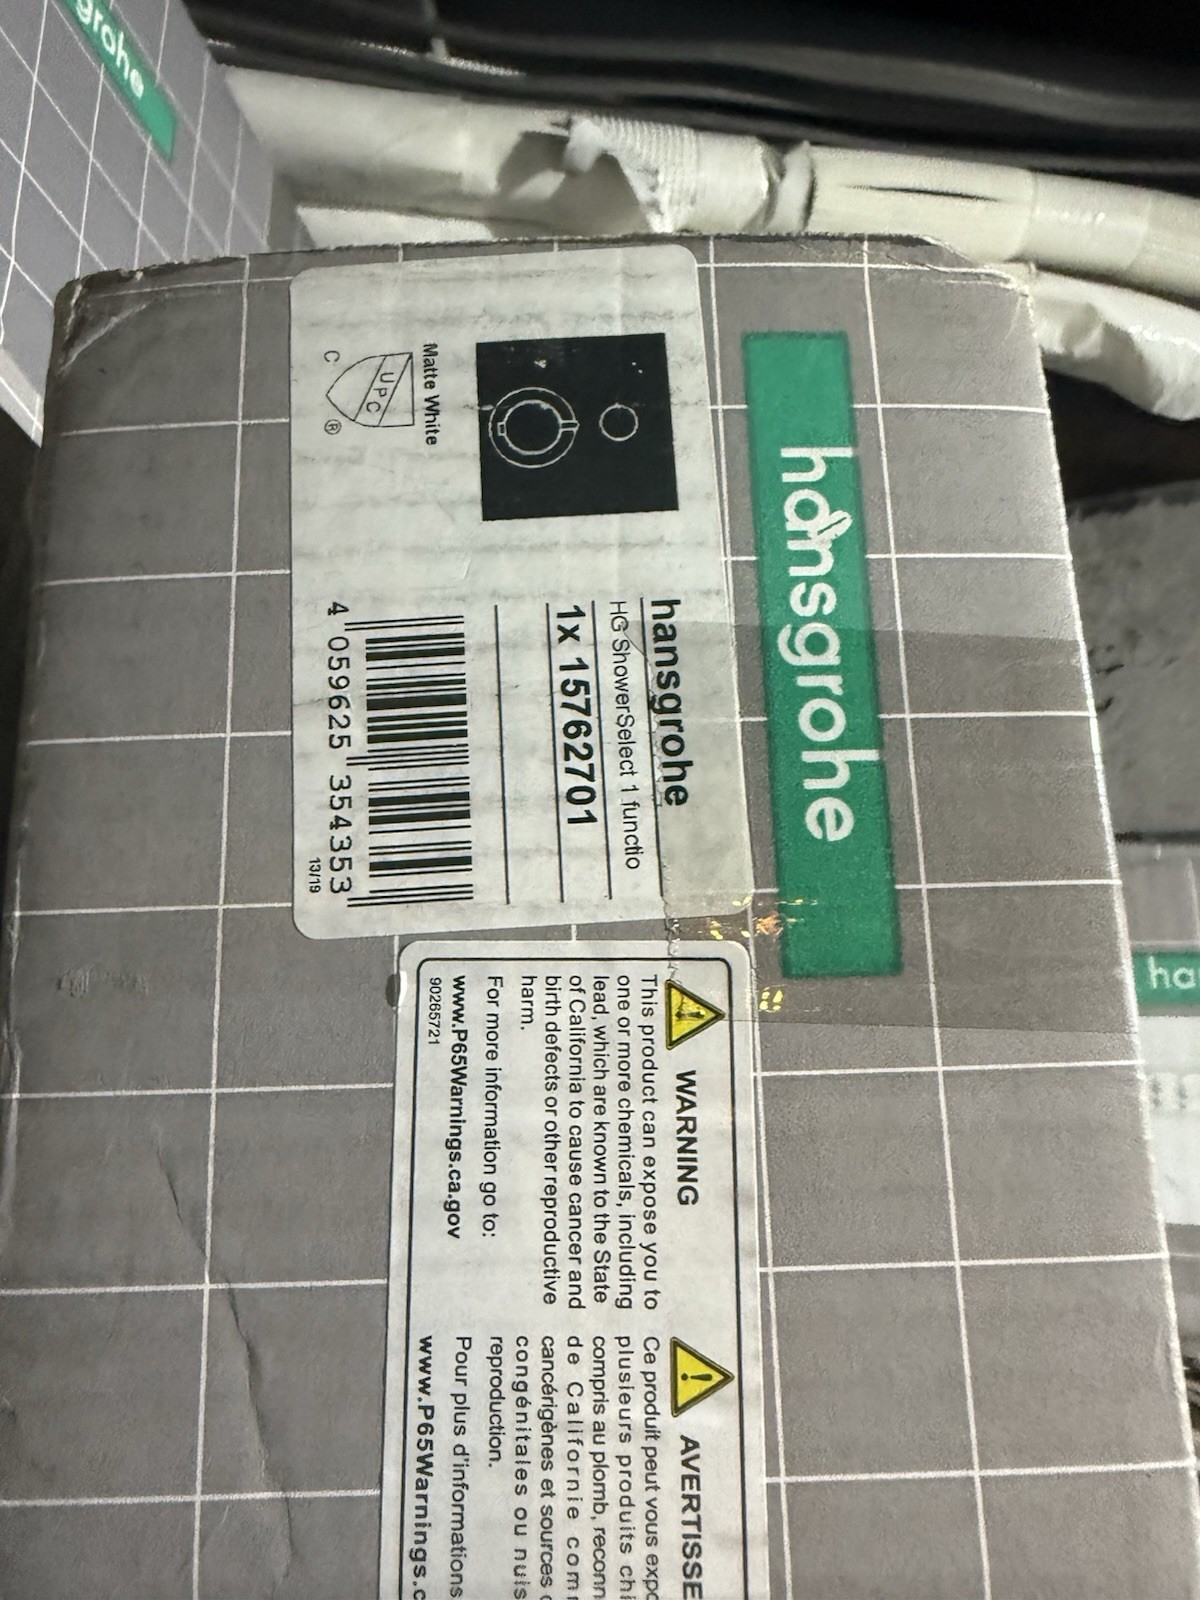 grohe
hansgrohe
hansgrohe
HG ShowerSelect 1 functio
1x 15762701
4 059625 354353
13/19
Matte White
UPC
C ®
WARNING
This product can expose you to
one or more chemicals, including
lead, which are known to the State
of California to cause cancer and
birth defects or other reproductive
harm.
For more information go to:
www.P65Warnings.ca.gov
90265721
AVERTISSE
Ce produit peut vous expo
plusieurs produits chi
compris au plomb, reconn
de Californie com
cancérigènes et sources
congénitales ou nuis
reproduction.
Pour plus d'informations
www.P65Warnings.c
ha